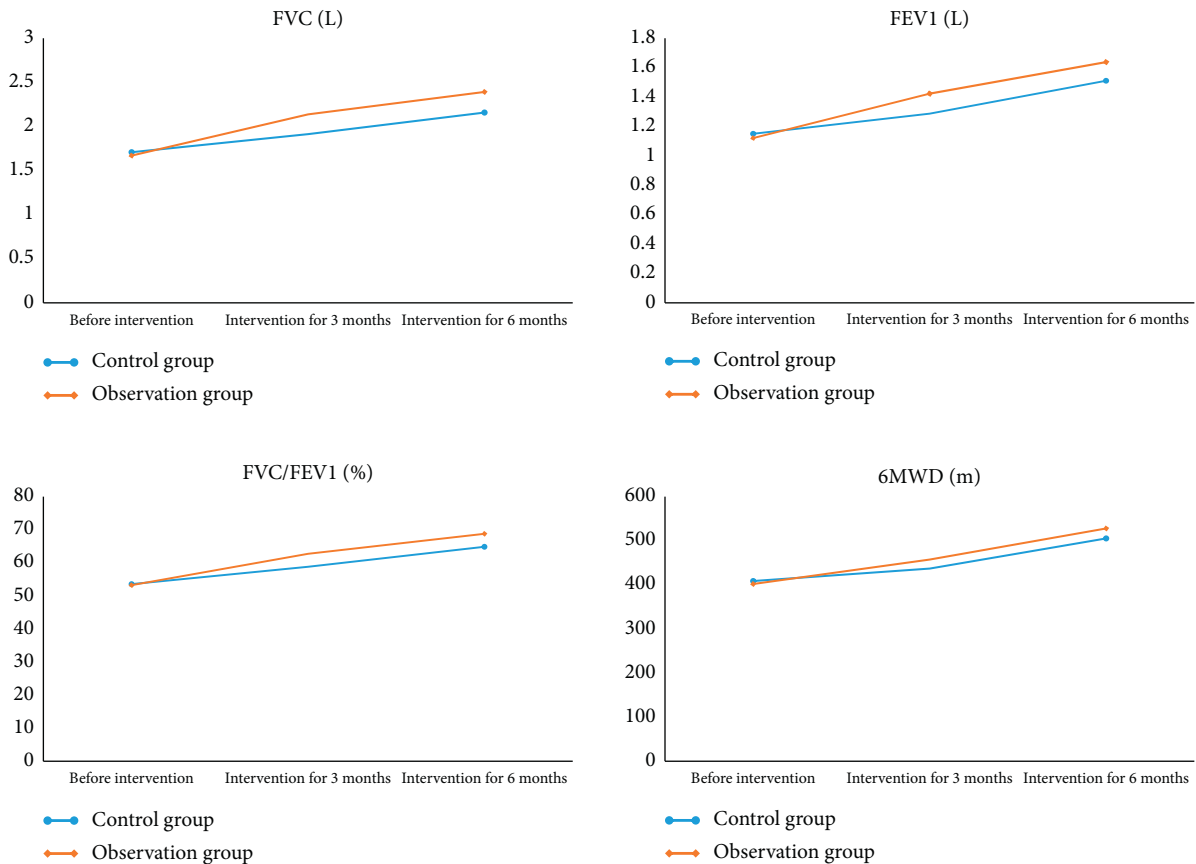 FVC (L)
3
2.5
2
1.5
1
0.5
0
Before intervention Intervention for 3 months Intervention for 6 months
Control group
Observation group
FEV1 (L)
1.8
1.6
1.4
1.2
1
0.8
0.6
0.4
0.2
0
Before intervention Intervention for 3 months Intervention for 6 months
Control group
Observation group
FVC/FEV1 (%)
80
70
60
50
40
30
20
10
0
Before intervention Intervention for 3 months Intervention for 6 months
Control group
Observation group
6MWD (m)
600
500
400
300
200
100
0
Before intervention Intervention for 3 months Intervention for 6 months
Control group
Observation group